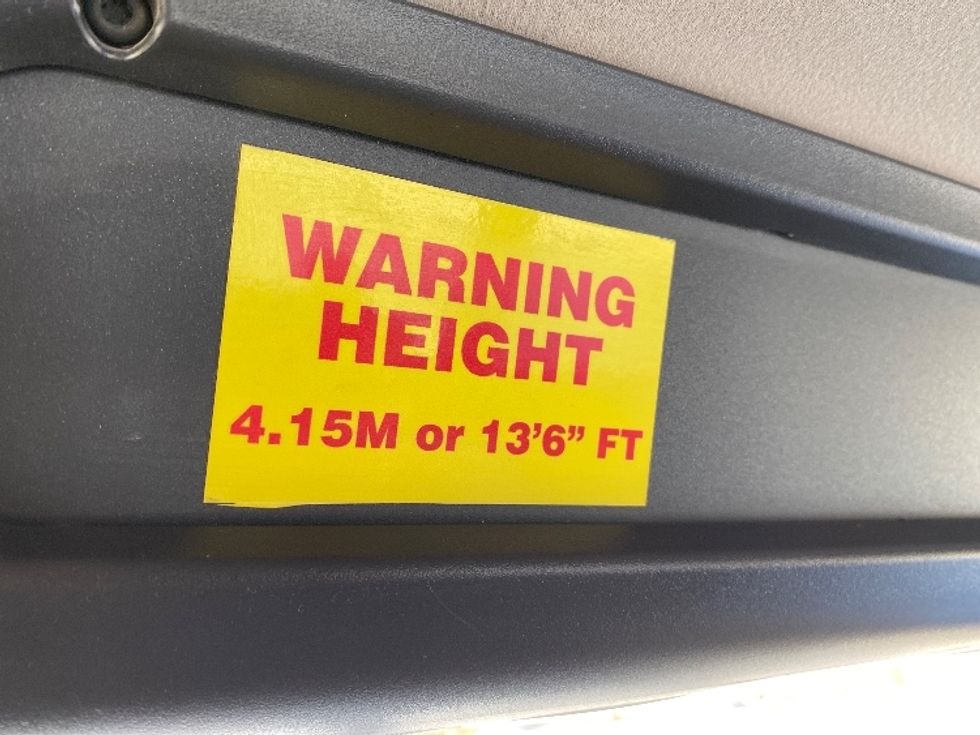 WARNING
HEIGHT
4.15M or 13’6” FT